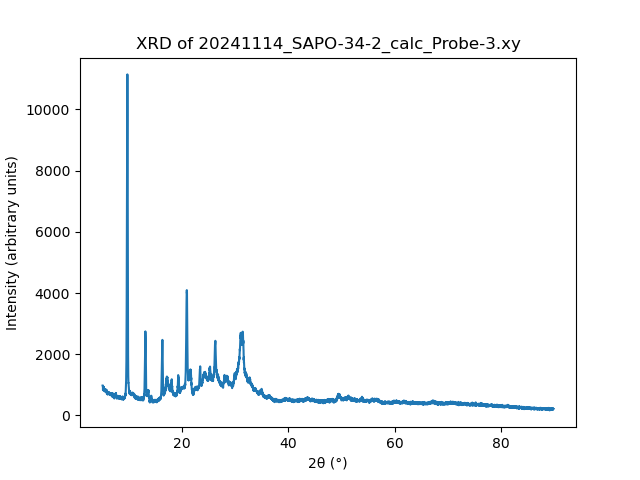 XRD of 20241114_SAPO-34-2_calc_Probe-3.xy
Intensity (arbitrary units)
10000
8000
6000
4000
2000
0
20 40 60 80
2θ (°)